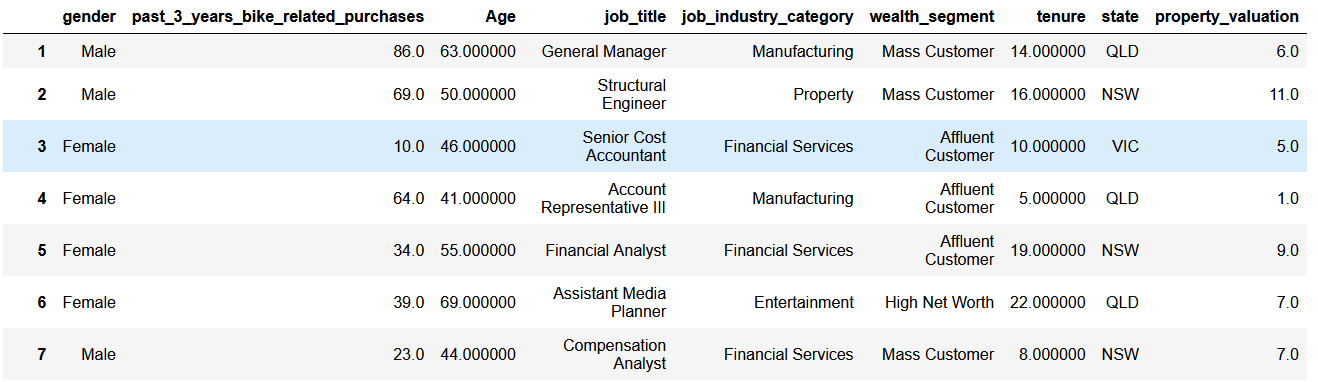 gender past_3_years_bike_related_purchases Age job_title job_industry_category wealth_segment tenure state property_valuation
1 Male 86.0 63.000000 General Manager Manufacturing Mass Customer 14.000000 QLD 6.0
2 Male 69.0 50.000000 Structural Engineer Property Mass Customer 16.000000 NSW 11.0
3 Female 10.0 46.000000 Senior Cost Accountant Financial Services Affluent Customer 10.000000 VIC 5.0
4 Female 64.0 41.000000 Account Representative III Manufacturing Affluent Customer 5.000000 QLD 1.0
5 Female 34.0 55.000000 Financial Analyst Financial Services Affluent Customer 19.000000 NSW 9.0
6 Female 39.0 69.000000 Assistant Media Planner Entertainment High Net Worth 22.000000 QLD 7.0
7 Male 23.0 44.000000 Compensation Analyst Financial Services Mass Customer 8.000000 NSW 7.0